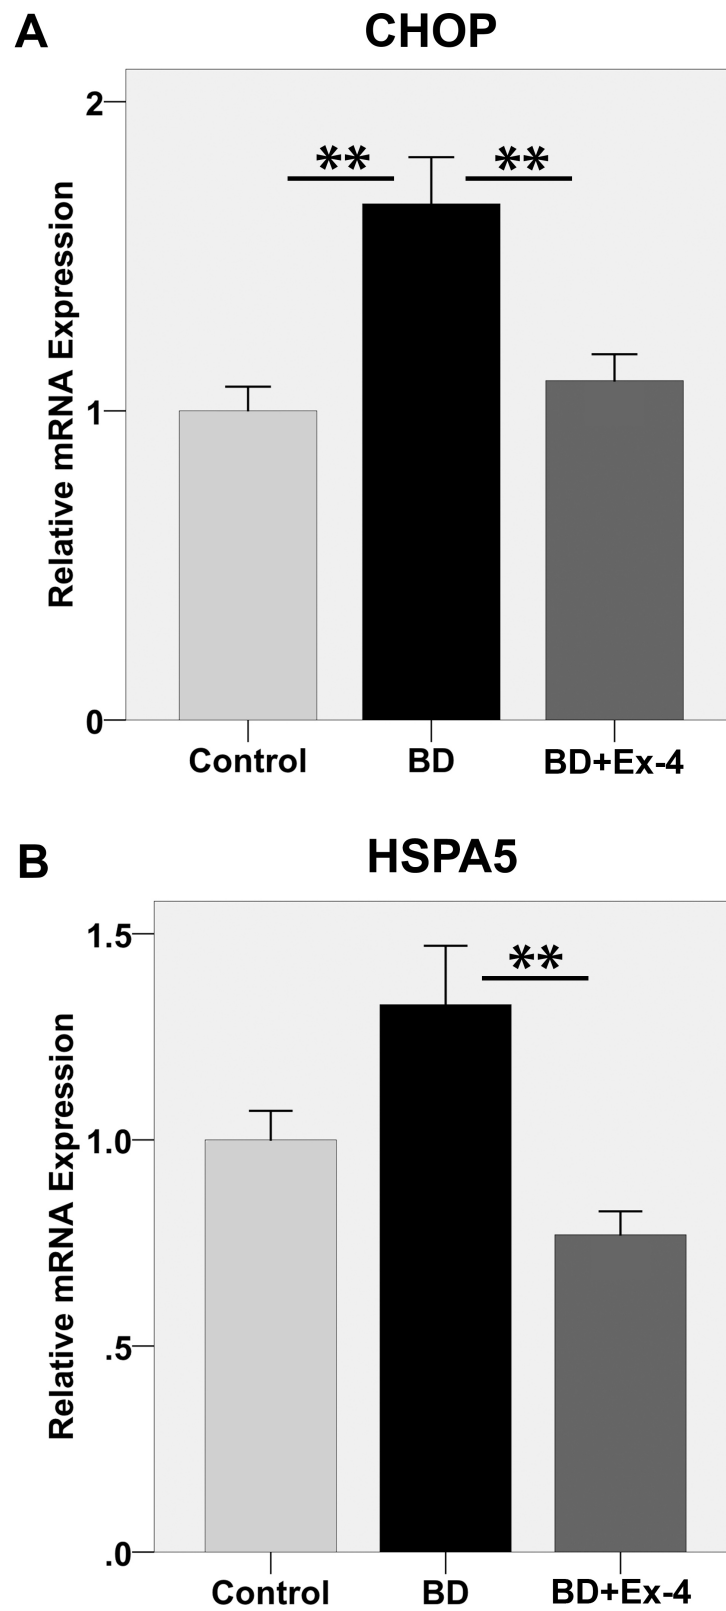 A
CHOP
Relative mRNA Expression
2
1
0
** **
Control BD BD+Ex-4
B
HSPA5
Relative mRNA Expression
1.5
1.0
.5
.0
**
Control BD BD+Ex-4